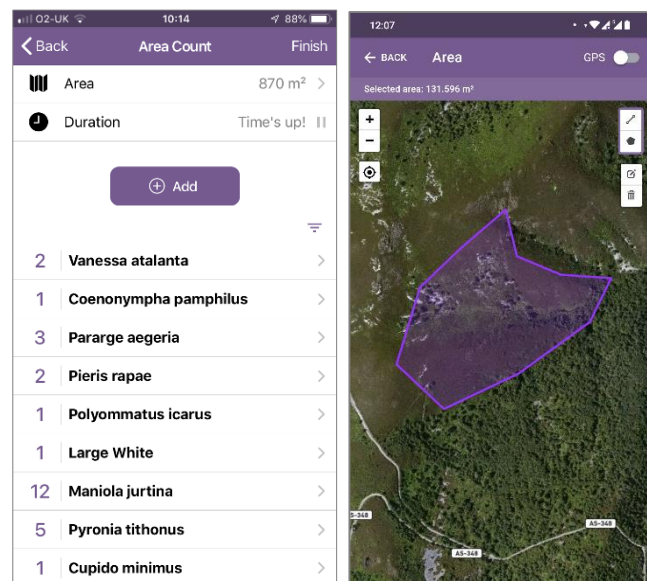 O2-UK 10:14 88%
Back Area Count Finish
Area 870 m²
Duration Time's up!
Add
2 Vanessa atalanta
1 Coenonympha pamphilus
3 Pararge aegeria
2 Pieris rapae
1 Polyommatus icarus
1 Large White
12 Maniola jurtina
5 Pyronia tithonus
1 Cupido minimus
12:07
BACK Area GPS
Selected area: 131.596 m²
+
−
S-348
AS-348
AS-348